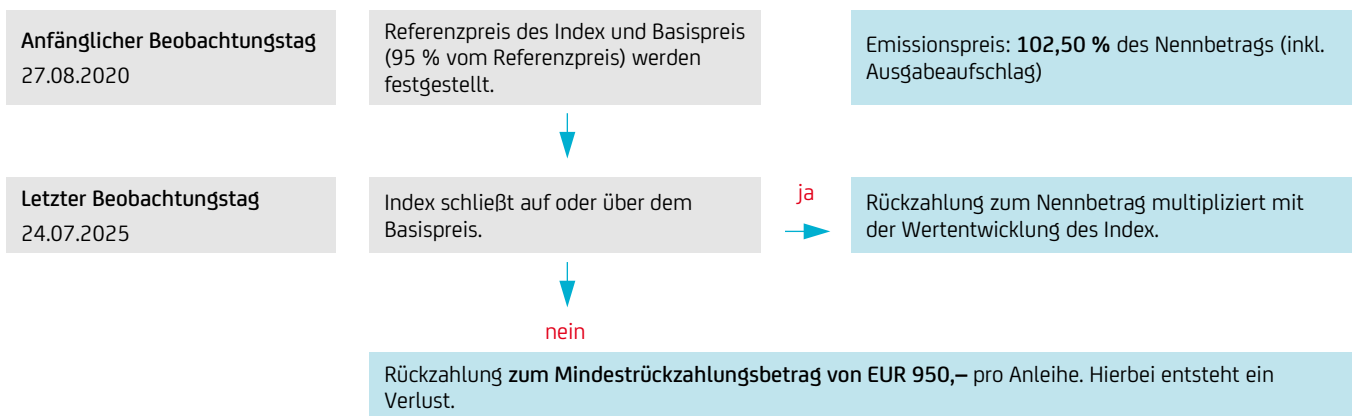 Anfänglicher Beobachtungstag
27.08.2020
Referenzpreis des Index und Basispreis
(95 % vom Referenzpreis) werden
festgestellt.
Emissionspreis: 102,50 % des Nennbetrags (inkl.
Ausgabeaufschlag)
Letzter Beobachtungstag
24.07.2025
Index schließt auf oder über dem
Basispreis.
ja
Rückzahlung zum Nennbetrag multipliziert mit
der Wertentwicklung des Index.
nein
Rückzahlung zum Mindestrückzahlungsbetrag von EUR 950,– pro Anleihe. Hierbei entsteht ein
Verlust.